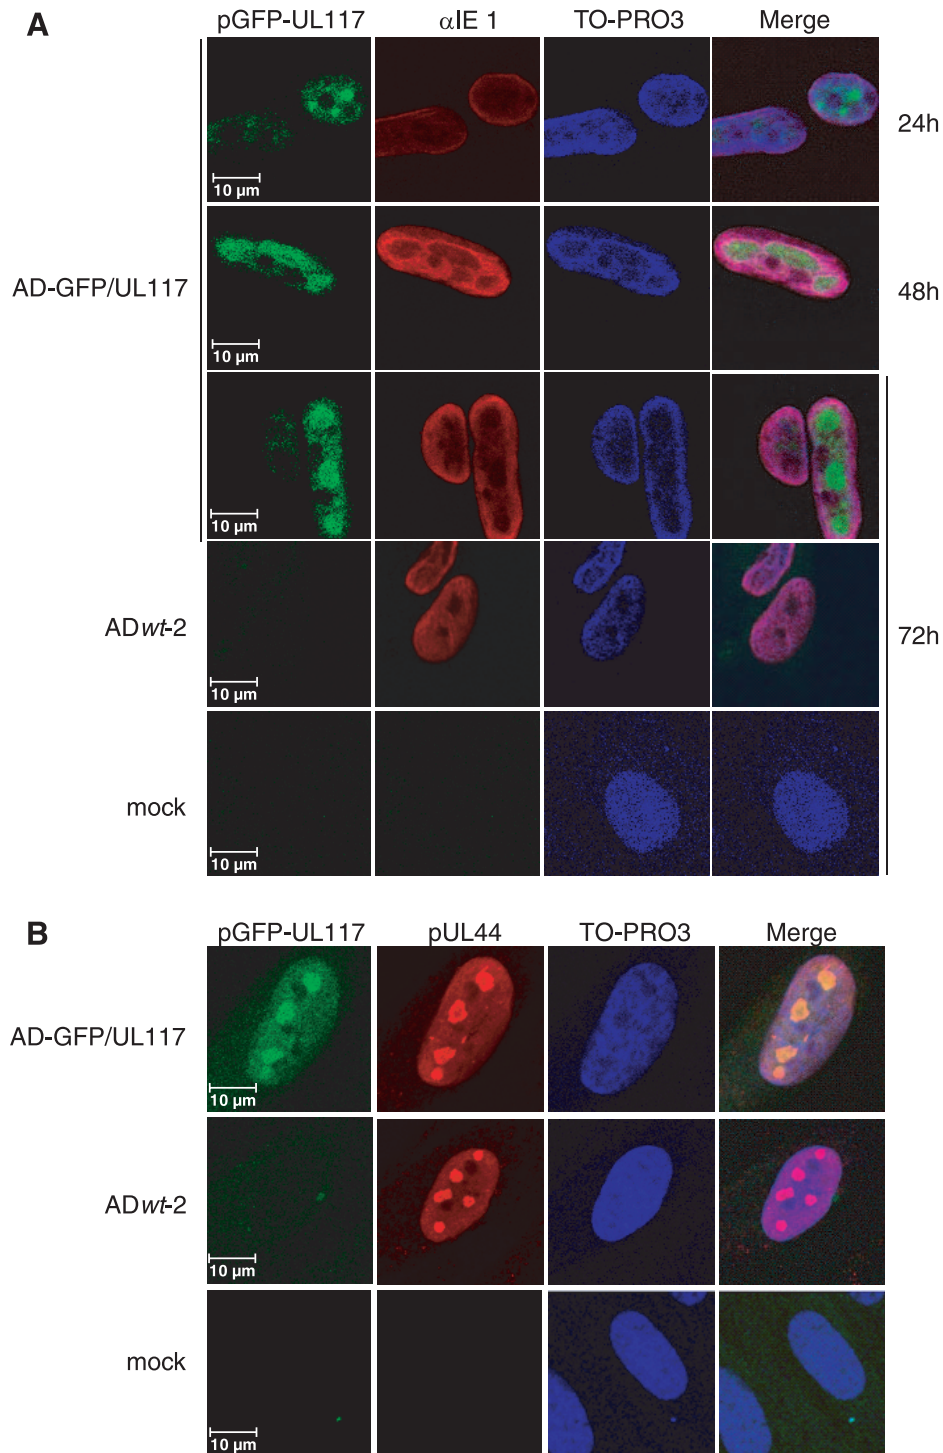 A
pGFP-UL117 αIE 1 TO-PRO3 Merge
10 µm
24h
AD-GFP/UL117
10 µm
48h
10 µm
ADwt-2
10 µm
72h
mock
10 µm
B
pGFP-UL117 pUL44 TO-PRO3 Merge
AD-GFP/UL117
10 µm
ADwt-2
10 µm
mock
10 µm